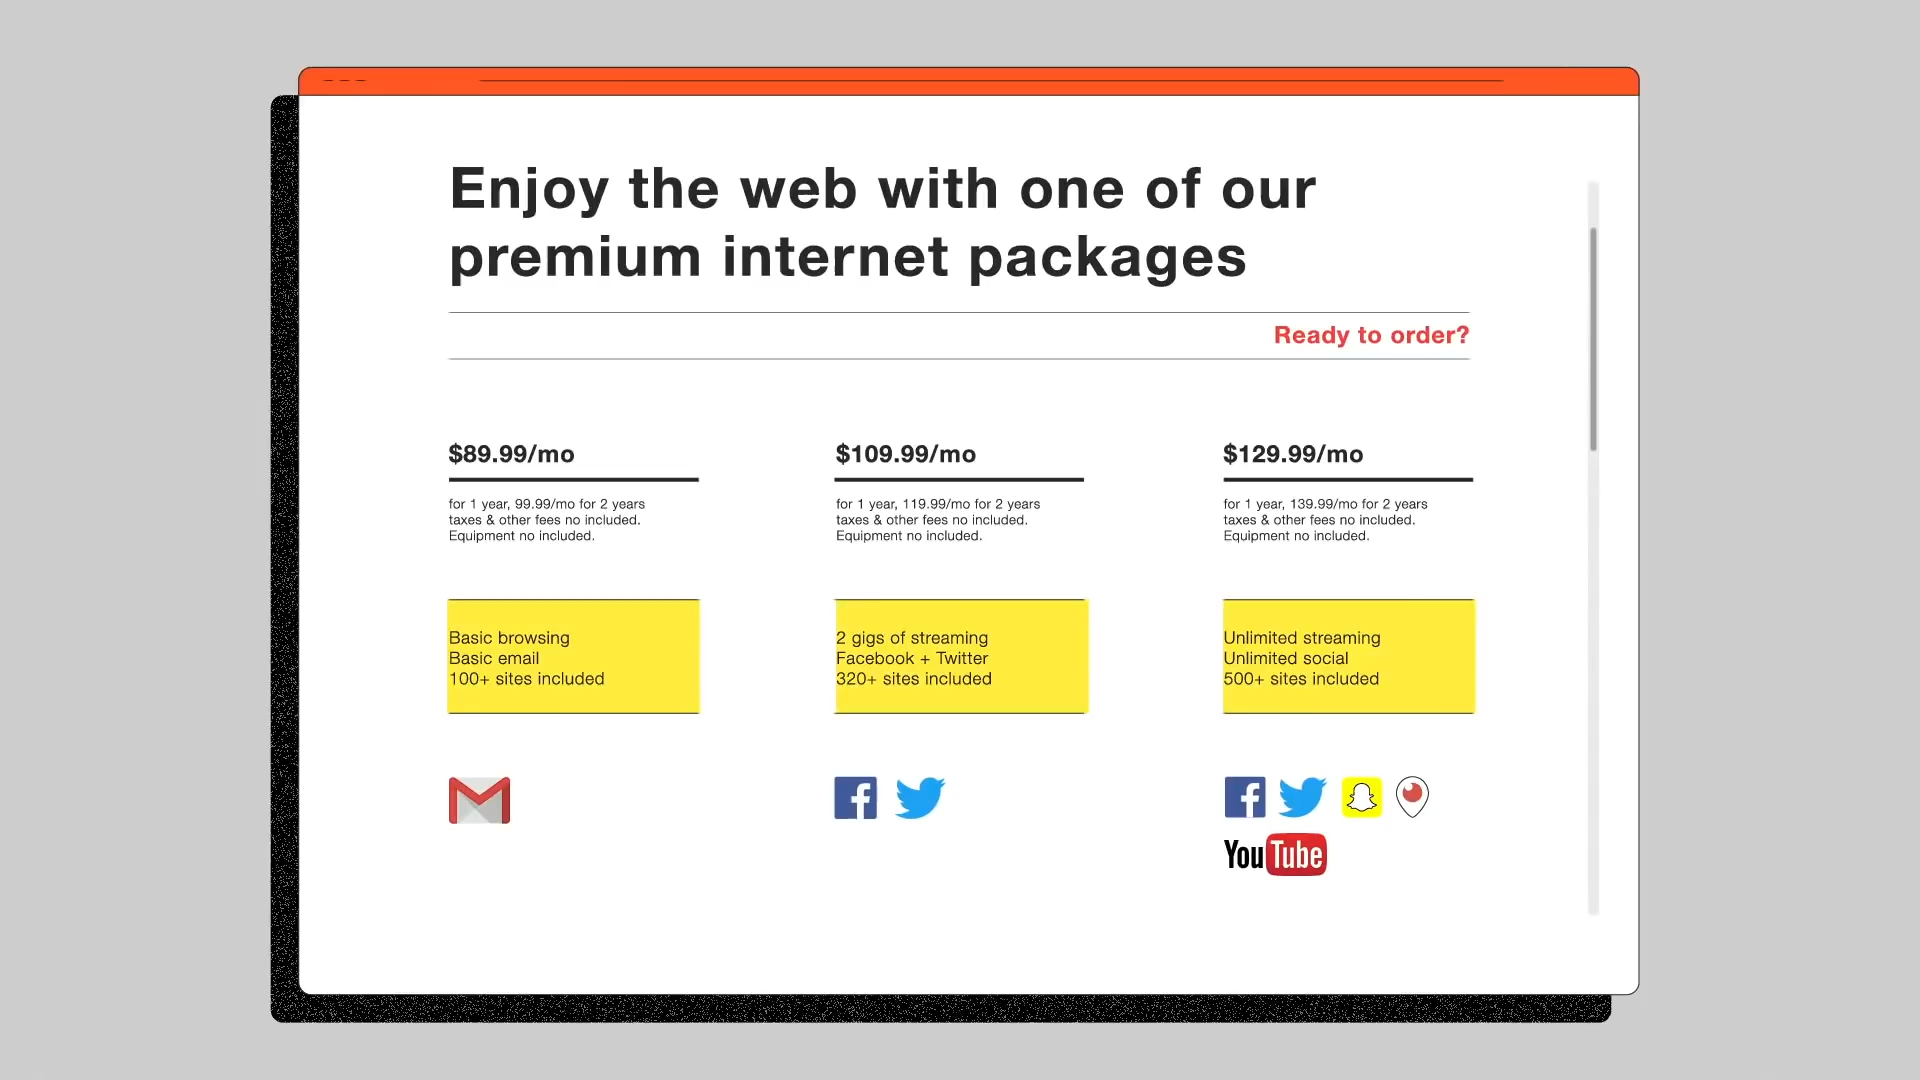 Enjoy the web with one of our
premium internet packages
Ready to order?
$89.99/mo
for 1 year, 99.99/mo for 2 years
taxes & other fees no included.
Equipment no included.
Basic browsing
Basic email
100+ sites included
$109.99/mo
for 1 year, 119.99/mo for 2 years
taxes & other fees no included.
Equipment no included.
2 gigs of streaming
Facebook + Twitter
320+ sites included
$129.99/mo
for 1 year, 139.99/mo for 2 years
taxes & other fees no included.
Equipment no included.
Unlimited streaming
Unlimited social
500+ sites included
YouTube